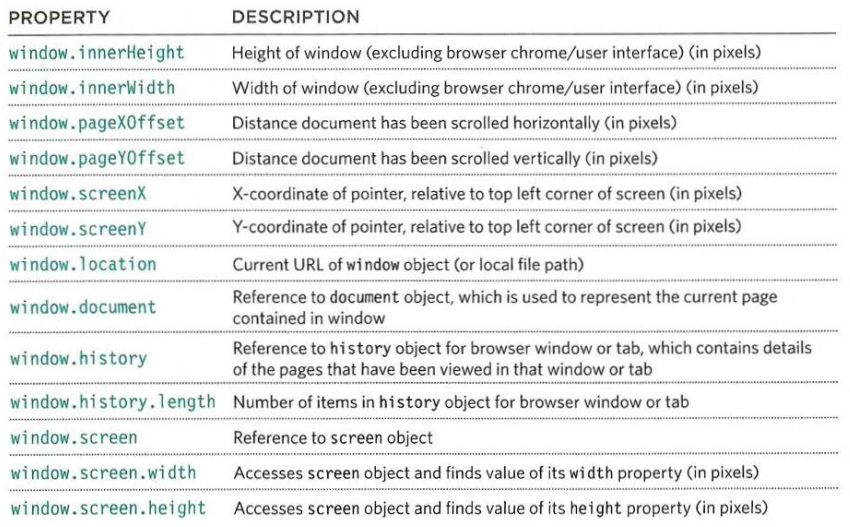 PROPERTY DESCRIPTION
window.innerHeight Height of window (excluding browser chrome/user interface) (in pixels)
window.innerWidth Width of window (excluding browser chrome/user interface) (in pixels)
window.pageXOffset Distance document has been scrolled horizontally (in pixels)
window.pageYOffset Distance document has been scrolled vertically (in pixels)
window.screenX X-coordinate of pointer, relative to top left corner of screen (in pixels)
window.screenY Y-coordinate of pointer, relative to top left corner of screen (in pixels)
window.location Current URL of window object (or local file path)
window.document Reference to document object, which is used to represent the current page
contained in window
window.history Reference to history object for browser window or tab, which contains details
of the pages that have been viewed in that window or tab
window.history.length Number of items in history object for browser window or tab
window.screen Reference to screen object
window.screen.width Accesses screen object and finds value of its width property (in pixels)
window.screen.height Accesses screen object and finds value of its height property (in pixels)